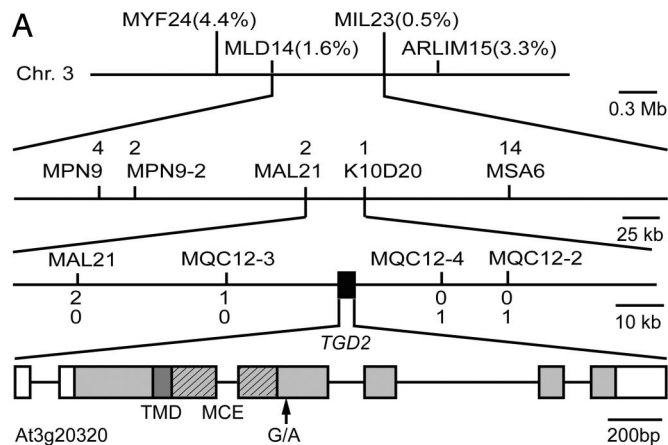 A
MYF24(4.4%) MIL23(0.5%)
MLD14(1.6%) ARLIM15(3.3%)
Chr. 3
0.3 Mb
4 2 2 1 14
MPN9 MPN9-2 MAL21 K10D20 MSA6
25 kb
MAL21 MQC12-3 MQC12-4 MQC12-2
2 1 0 0
0 0 1 1
10 kb
TGD2
TMD MCE
At3g20320 G/A 200bp